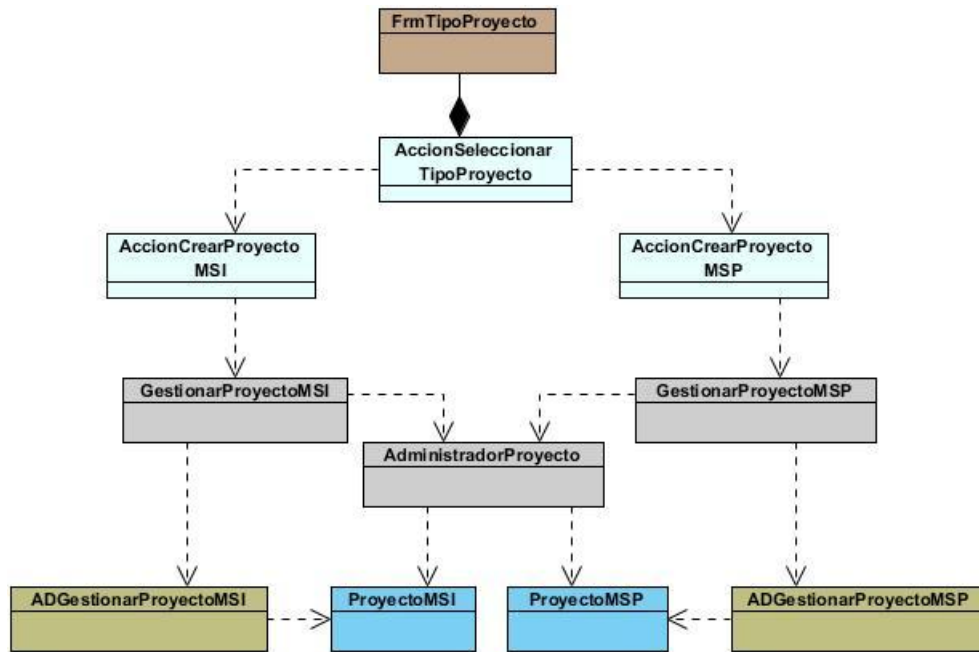 FrmTipoProyecto
AccionSeleccionar
TipoProyecto
AccionCrearProyecto
MSI
AccionCrearProyecto
MSP
GestionarProyectoMSI
GestionarProyectoMSP
AdministradorProyecto
ADGestionarProyectoMSI
ProyectoMSI
ProyectoMSP
ADGestionarProyectoMSP